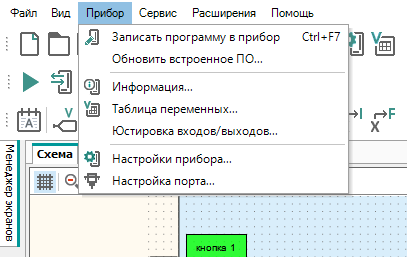 Файл Вид Прибор Сервис Расширения Помощь
Записать программу в прибор Ctrl+F7
Обновить встроенное ПО...
Информация...
Таблица переменных...
Юстировка входов/выходов...
Настройки прибора...
Настройка порта...
Менеджер экранов
Схема
кнопка 1